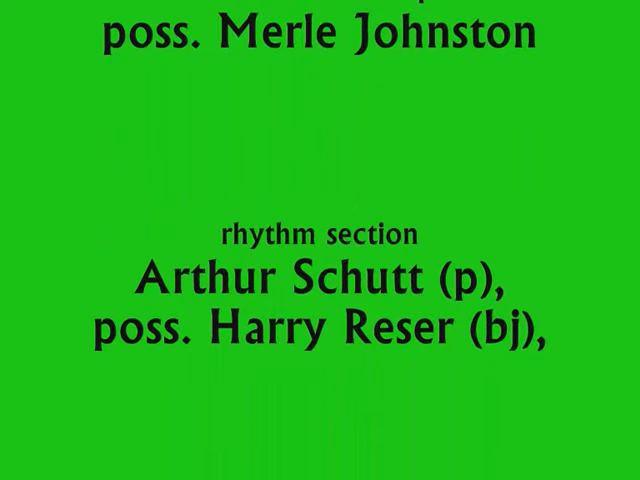 poss. Merle Johnston
rhythm section
Arthur Schutt (p),
poss. Harry Reser (bj),